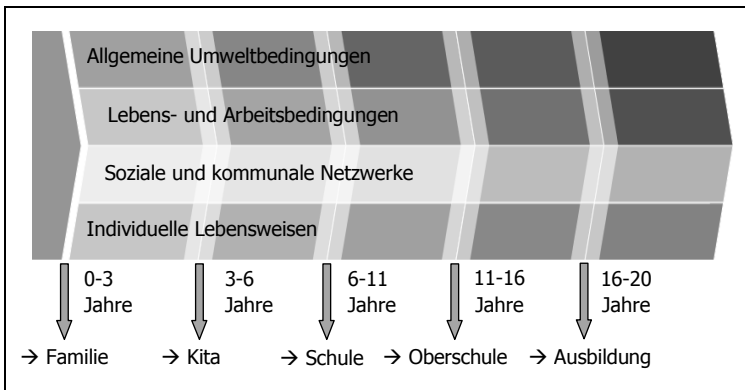 Allgemeine Umweltbedingungen
Lebens- und Arbeitsbedingungen
Soziale und kommunale Netzwerke
Individuelle Lebensweisen
0-3 3-6 6-11 11-16 16-20
Jahre Jahre Jahre Jahre Jahre
→ Familie → Kita → Schule → Oberschule → Ausbildung